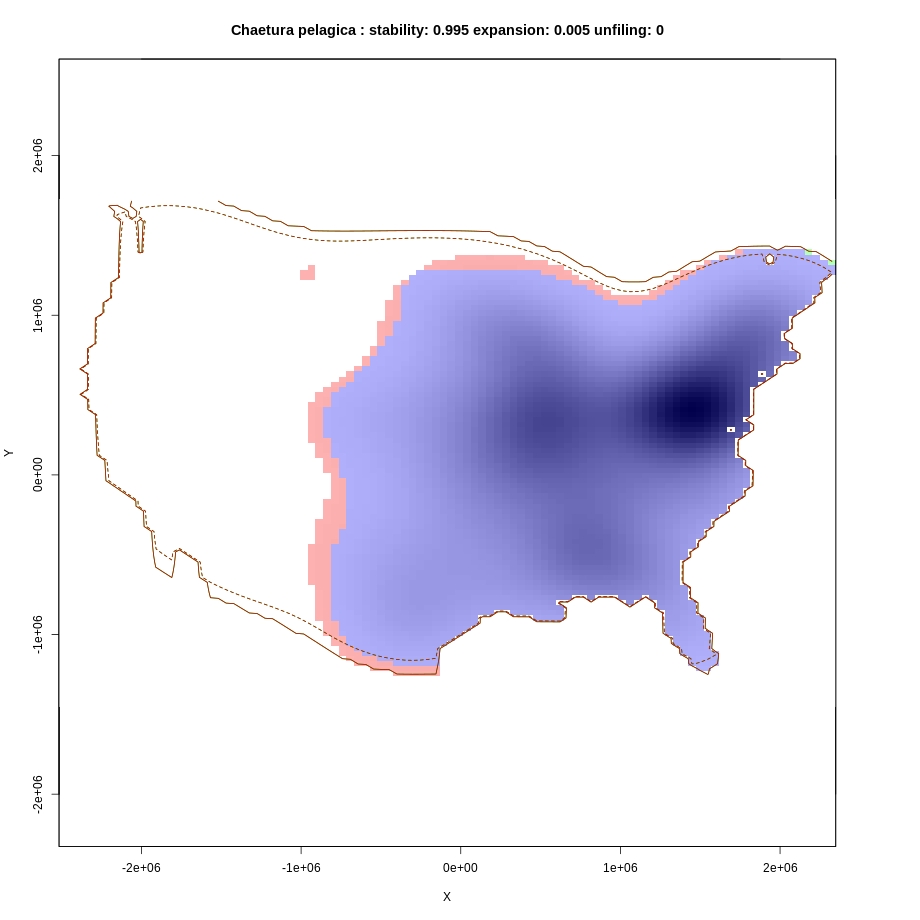 Chaetura pelagica : stability: 0.995 expansion: 0.005 unfiling: 0
2e+06
1e+06
0e+00
-1e+06
-2e+06
Y
-2e+06 -1e+06 0e+00 1e+06 2e+06
X